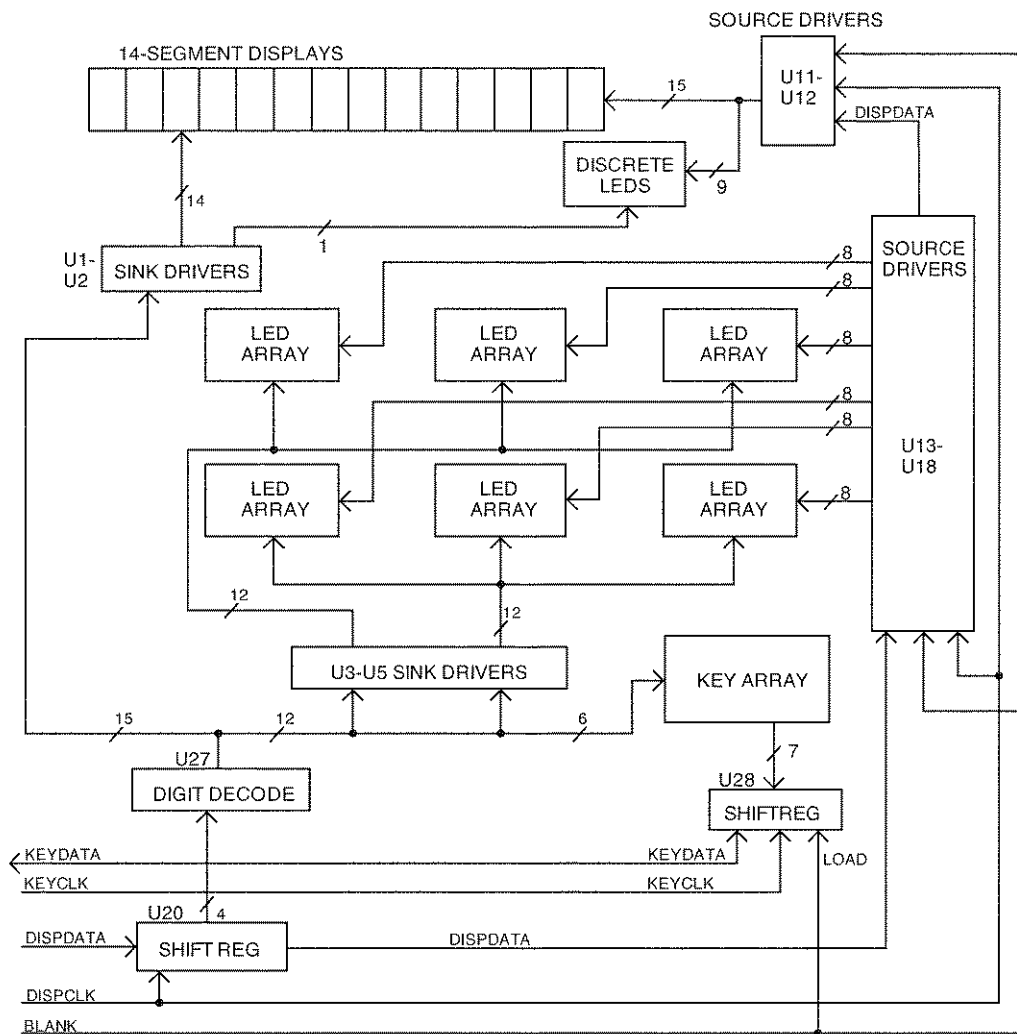 SOURCE DRIVERS
14-SEGMENT DISPLAYS
U11-
U12
15
DISPDATA
DISCRETE
LEDS
9
14
1
U1-
U2
SINK DRIVERS
SOURCE
DRIVERS
8
8
LED
ARRAY
LED
ARRAY
LED
ARRAY
8
8
8
U13-
U18
LED
ARRAY
LED
ARRAY
LED
ARRAY
8
12
12
U3-U5 SINK DRIVERS
KEY ARRAY
15
12
6
7
U27
DIGIT DECODE
U28
SHIFTREG
KEYDATA
KEYDATA
LOAD
KEYCLK
KEYCLK
U20
4
DISPDATA
SHIFT REG
DISPDATA
DISPCLK
BLANK